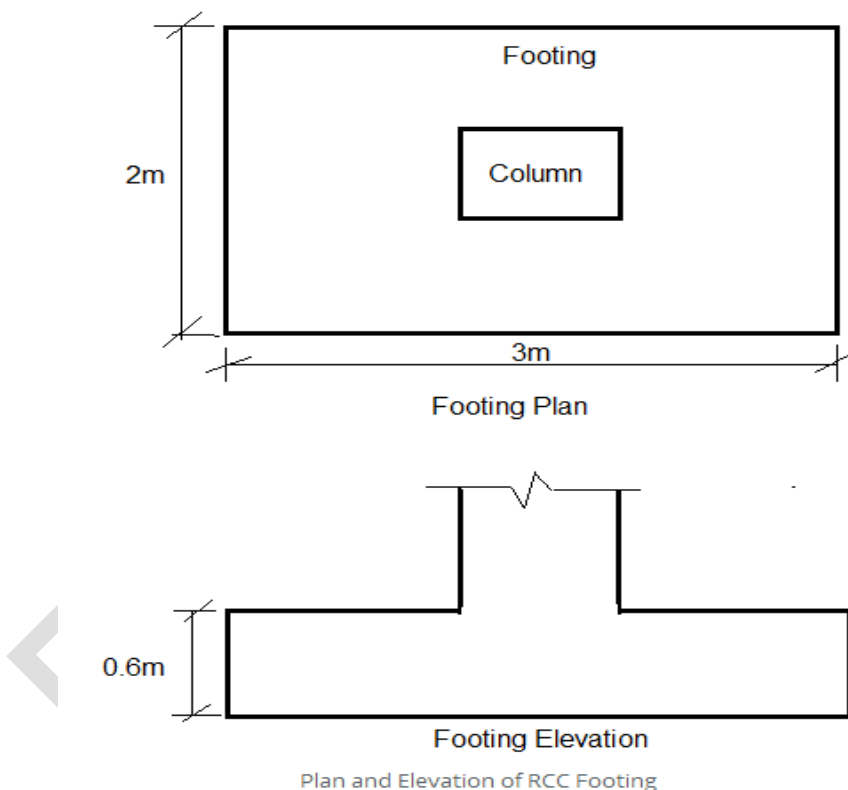 Footing
2m
Column
3m
Footing Plan
0.6m
Footing Elevation
Plan and Elevation of RCC Footing